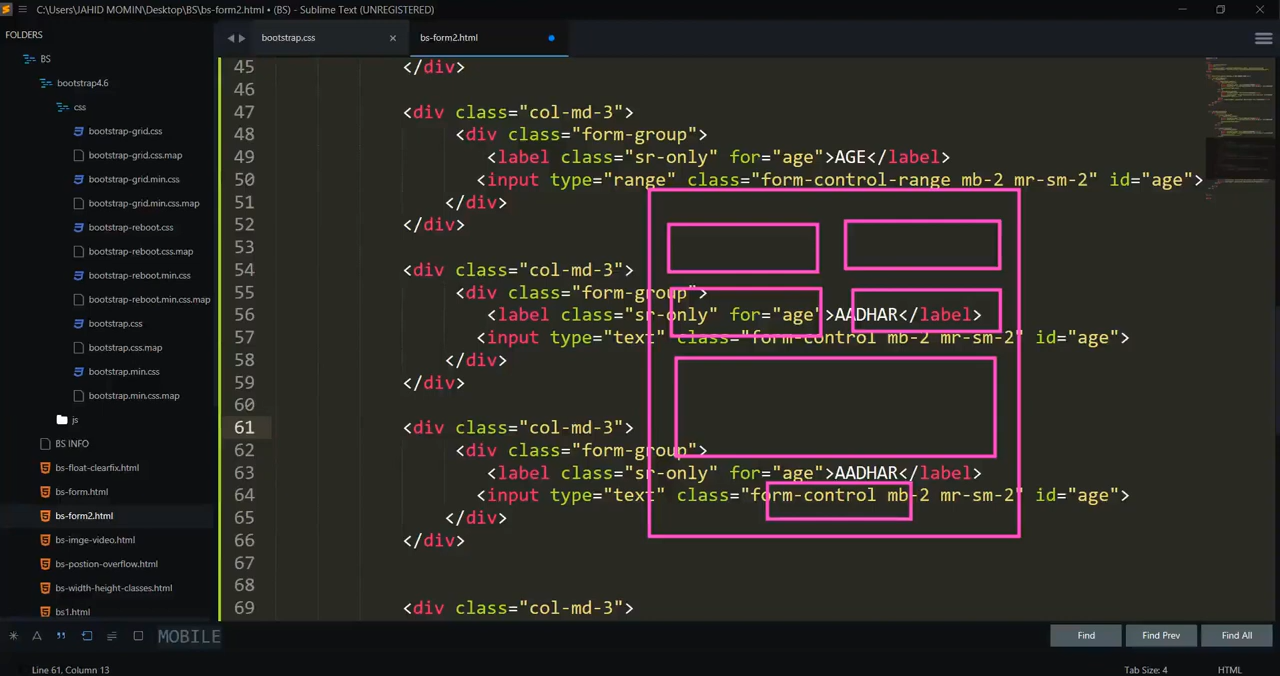 C:\Users\JAHID MOMIN\Desktop\BS\bs-form2.html • (BS) - Sublime Text (UNREGISTERED)
FOLDERS
BS
bootstrap4.6
css
bootstrap-grid.css
bootstrap-grid.css.map
bootstrap-grid.min.css
bootstrap-grid.min.css.map
bootstrap-reboot.css
bootstrap-reboot.css.map
bootstrap-reboot.min.css
bootstrap-reboot.min.css.map
bootstrap.css
bootstrap.css.map
bootstrap.min.css
bootstrap.min.css.map
js
BS INFO
bs-float-clearfix.html
bs-form.html
bs-form2.html
bs-imge-video.html
bs-postion-overflow.html
bs-width-height-classes.html
bs1.html
bootstrap.css
bs-form2.html
45 </div>
46
47 <div class="col-md-3">
48 <div class="form-group">
49 <label class="sr-only" for="age">AGE</label>
50 <input type="range" class="form-control-range mb-2 mr-sm-2" id="age">
51 </div>
52 </div>
53
54 <div class="col-md-3">
55 <div class="form-group">
56 <label class="sr-only" for="age">AADHAR</label>
57 <input type="text" class="form-control mb-2 mr-sm-2" id="age">
58 </div>
59 </div>
60
61 <div class="col-md-3">
62 <div class="form-group">
63 <label class="sr-only" for="age">AADHAR</label>
64 <input type="text" class="form-control mb-2 mr-sm-2" id="age">
65 </div>
66 </div>
67
68
69 <div class="col-md-3">
MOBILE
Find
Find Prev
Find All
Line 61, Column 13
Tab Size: 4
HTML